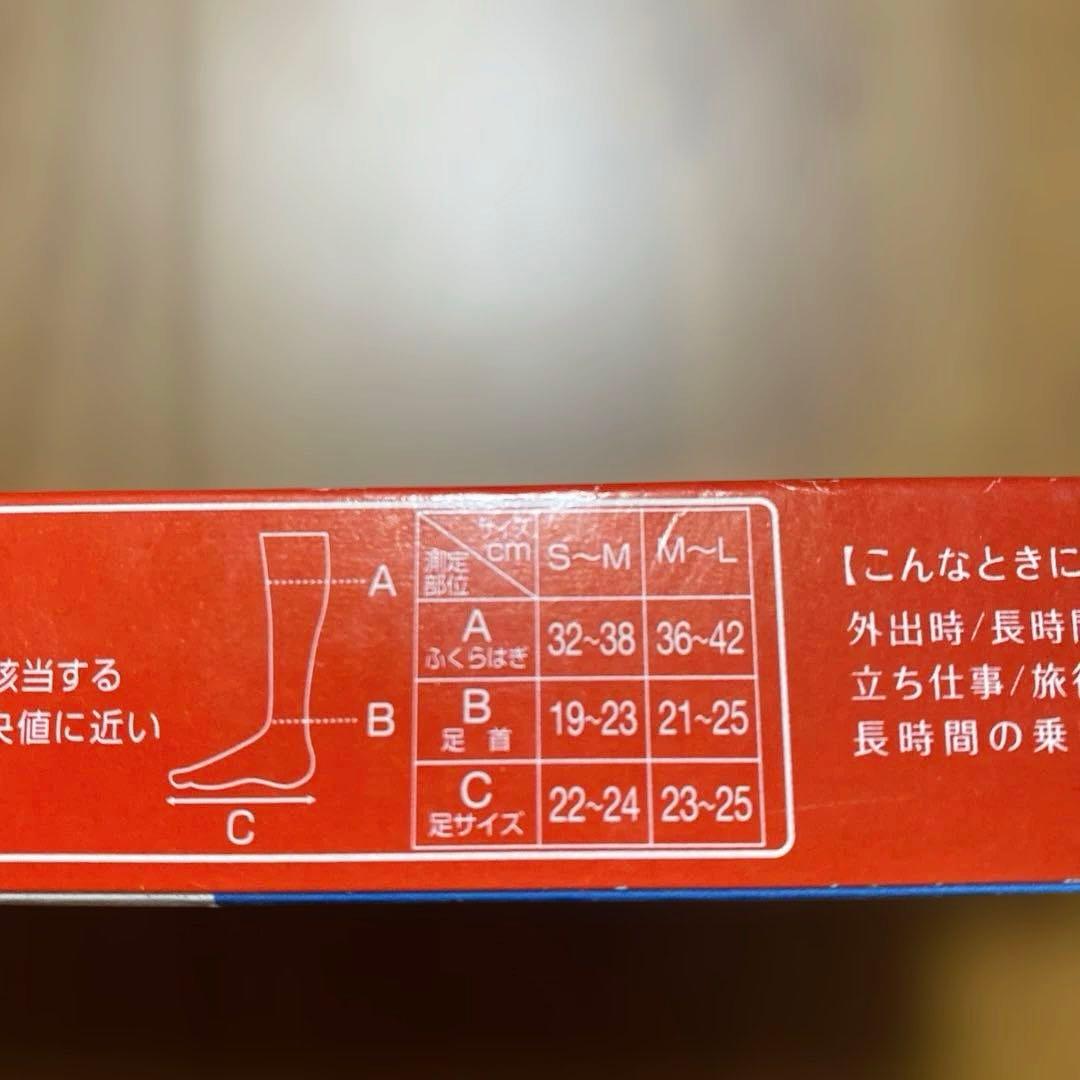 該当する
央値に近い
A
B
C
サイズ cm 測定部位 S〜M M〜L
A ふくらはぎ 32~38 36~42
B 足首 19~23 21~25
C 足サイズ 22~24 23~25
【こんなときに
外出時/長時間
立ち仕事/旅行
長時間の乗